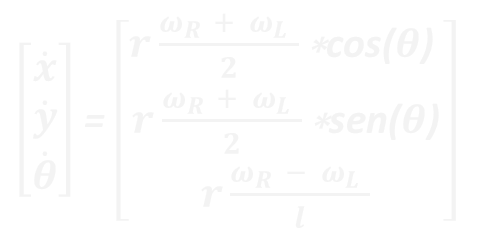 [ẋ ẏ θ̇] = [
r (ω_R + ω_L)/2 *cos(θ)
r (ω_R + ω_L)/2 *sen(θ)
r (ω_R − ω_L)/l
]